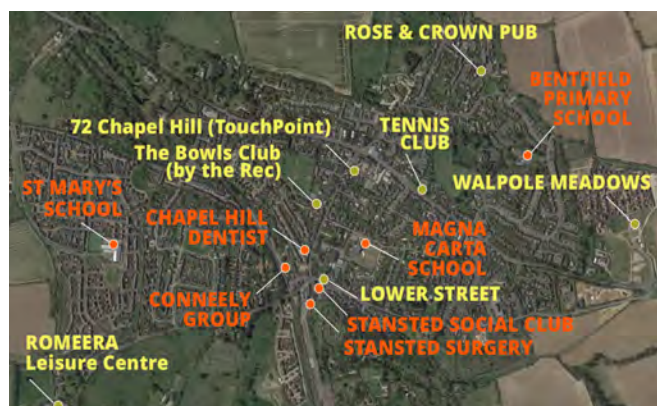 ROSE & CROWN PUB
BENTFIELD
PRIMARY
SCHOOL
72 Chapel Hill (TouchPoint)
TENNIS
CLUB
The Bowls Club
(by the Rec)
WALPOLE MEADOWS
ST MARY'S
SCHOOL
CHAPEL HILL
DENTIST
MAGNA
CARTA
SCHOOL
CONNEELY
GROUP
LOWER STREET
STANSTED SOCIAL CLUB
STANSTED SURGERY
ROMEERA
Leisure Centre